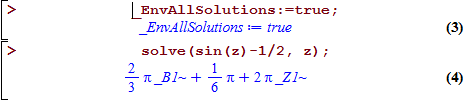 > _EnvAllSolutions:=true;
_EnvAllSolutions := true (3)
> solve(sin(z)-1/2, z);
2/3 π _B1~ + 1/6 π + 2 π _Z1~ (4)